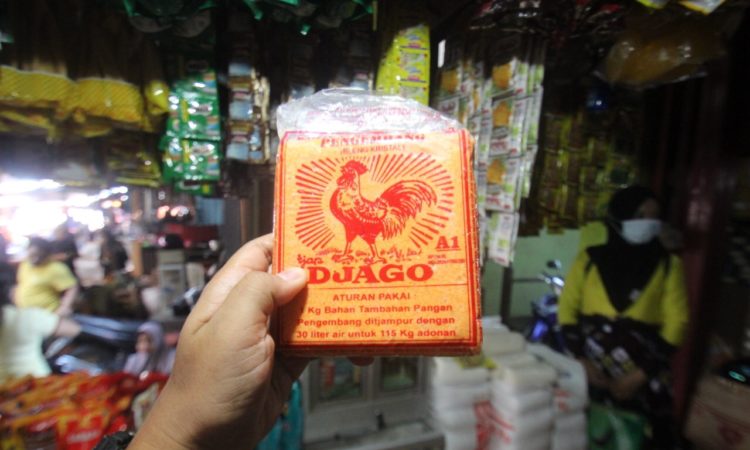 PENGEMBANG
A1
DJAGO
ATURAN PAKAI
Kg Bahan Tambahan Pangan
Pengembang ditjampur dengan
30 liter air untuk 115 Kg adonan